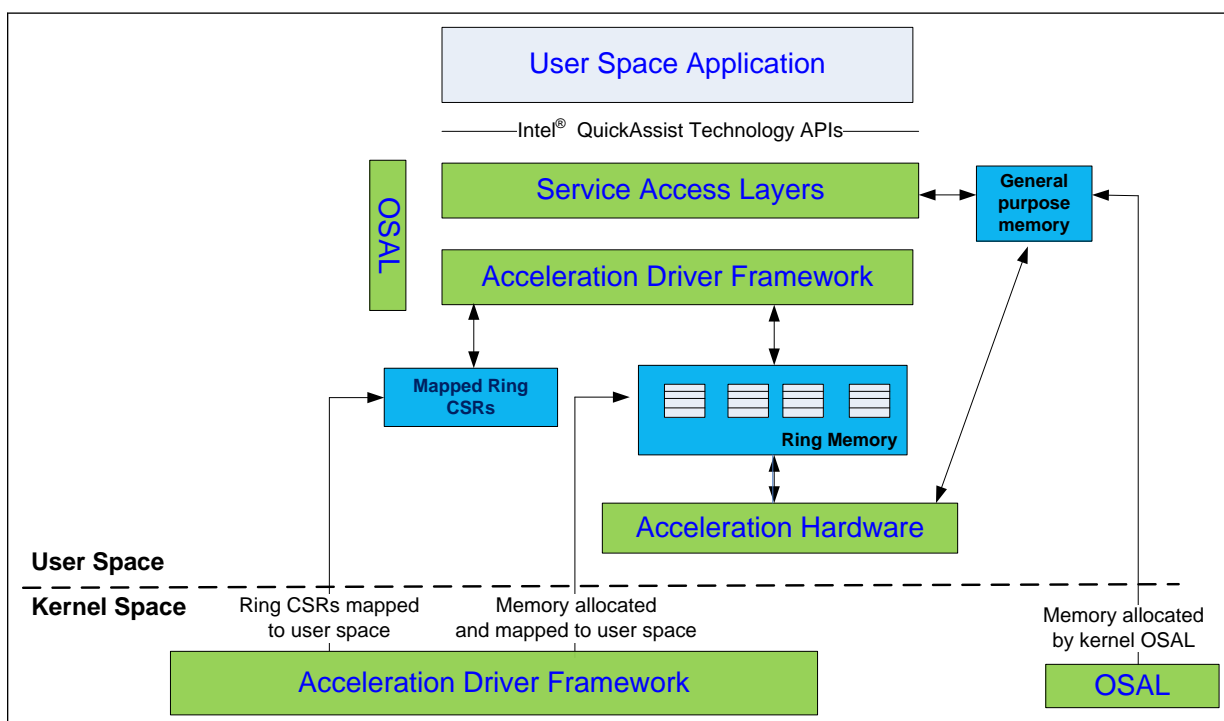 User Space Application
Intel® QuickAssist Technology APIs
Service Access Layers
General
purpose
memory
OSAL
Acceleration Driver Framework
Mapped Ring
CSRs
Ring Memory
Acceleration Hardware
User Space
Kernel Space
Ring CSRs mapped
to user space
Memory allocated
and mapped to user space
Memory allocated
by kernel OSAL
Acceleration Driver Framework
OSAL